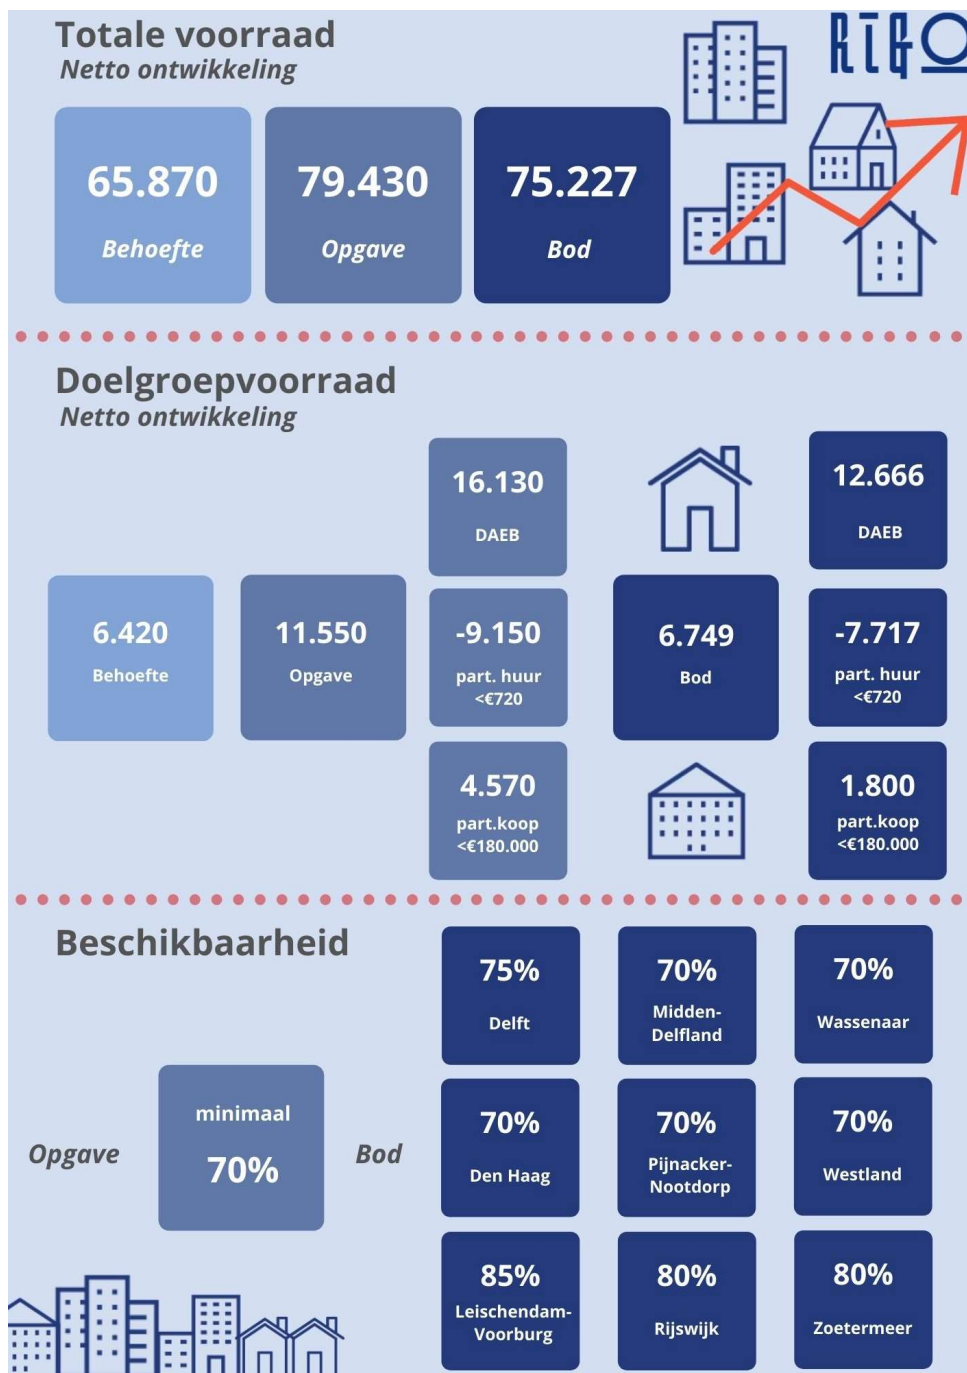 Totale voorraad
Netto ontwikkeling
RIGO
65.870
Behoefte
79.430
Opgave
75.227
Bod
Doelgroepvoorraad
Netto ontwikkeling
6.420
Behoefte
11.550
Opgave
16.130
DAEB
-9.150
part. huur
<€720
4.570
part.koop
<€180.000
6.749
Bod
12.666
DAEB
-7.717
part. huur
<€720
1.800
part.koop
<€180.000
Beschikbaarheid
Opgave
minimaal
70%
Bod
75%
Delft
70%
Midden-
Delfland
70%
Wassenaar
70%
Den Haag
70%
Pijnacker-
Nootdorp
70%
Westland
85%
Leischendam-
Voorburg
80%
Rijswijk
80%
Zoetermeer